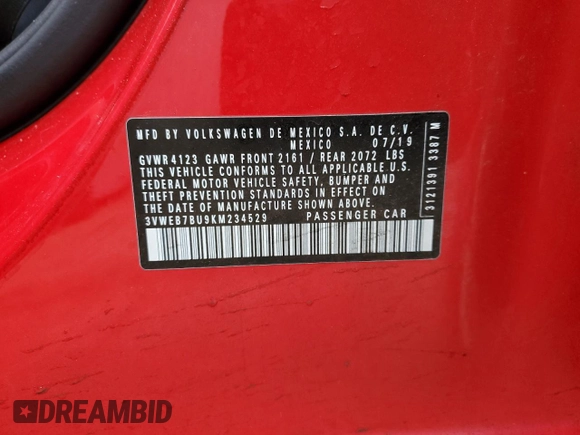 MFD BY VOLKSWAGEN DE MEXICO S.A. DE C.V.
MEXICO 07/19
GVWR 4123 GAWR FRONT 2161 / REAR 2072 LBS
THIS VEHICLE CONFORMS TO ALL APPLICABLE U.S.
FEDERAL MOTOR VEHICLE SAFETY, BUMPER AND
THEFT PREVENTION STANDARDS IN EFFECT ON
THE DATE OF MANUFACTURE SHOWN ABOVE.
3VWEB7BU9KM234529 PASSENGER CAR
3121391 3387 M
DREAMBID